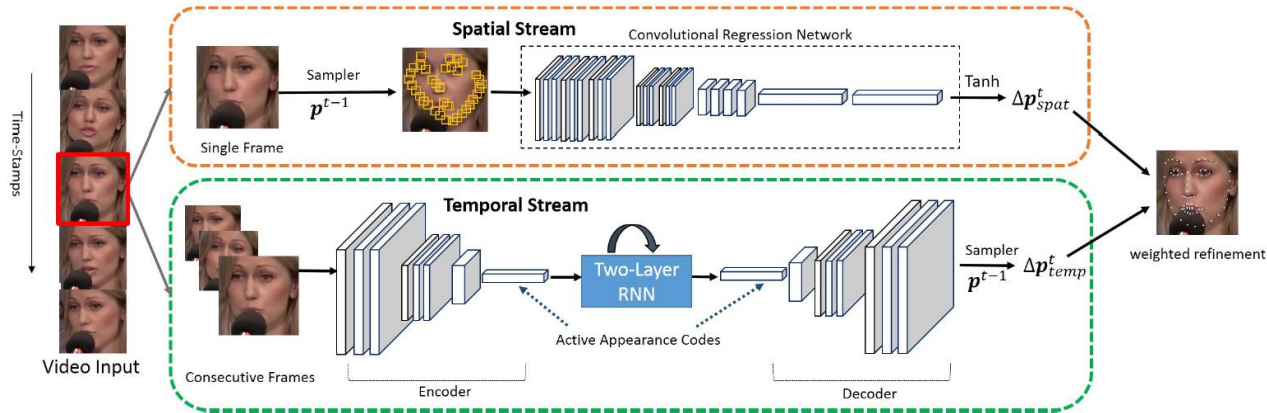 Time-Stamps
Video Input
Spatial Stream
Single Frame
Sampler
p^{t−1}
Convolutional Regression Network
Tanh
Δp^t_{spat}
Temporal Stream
Consecutive Frames
Encoder
Two-Layer
RNN
Active Appearance Codes
Decoder
Sampler
p^{t−1}
Δp^t_{temp}
weighted refinement